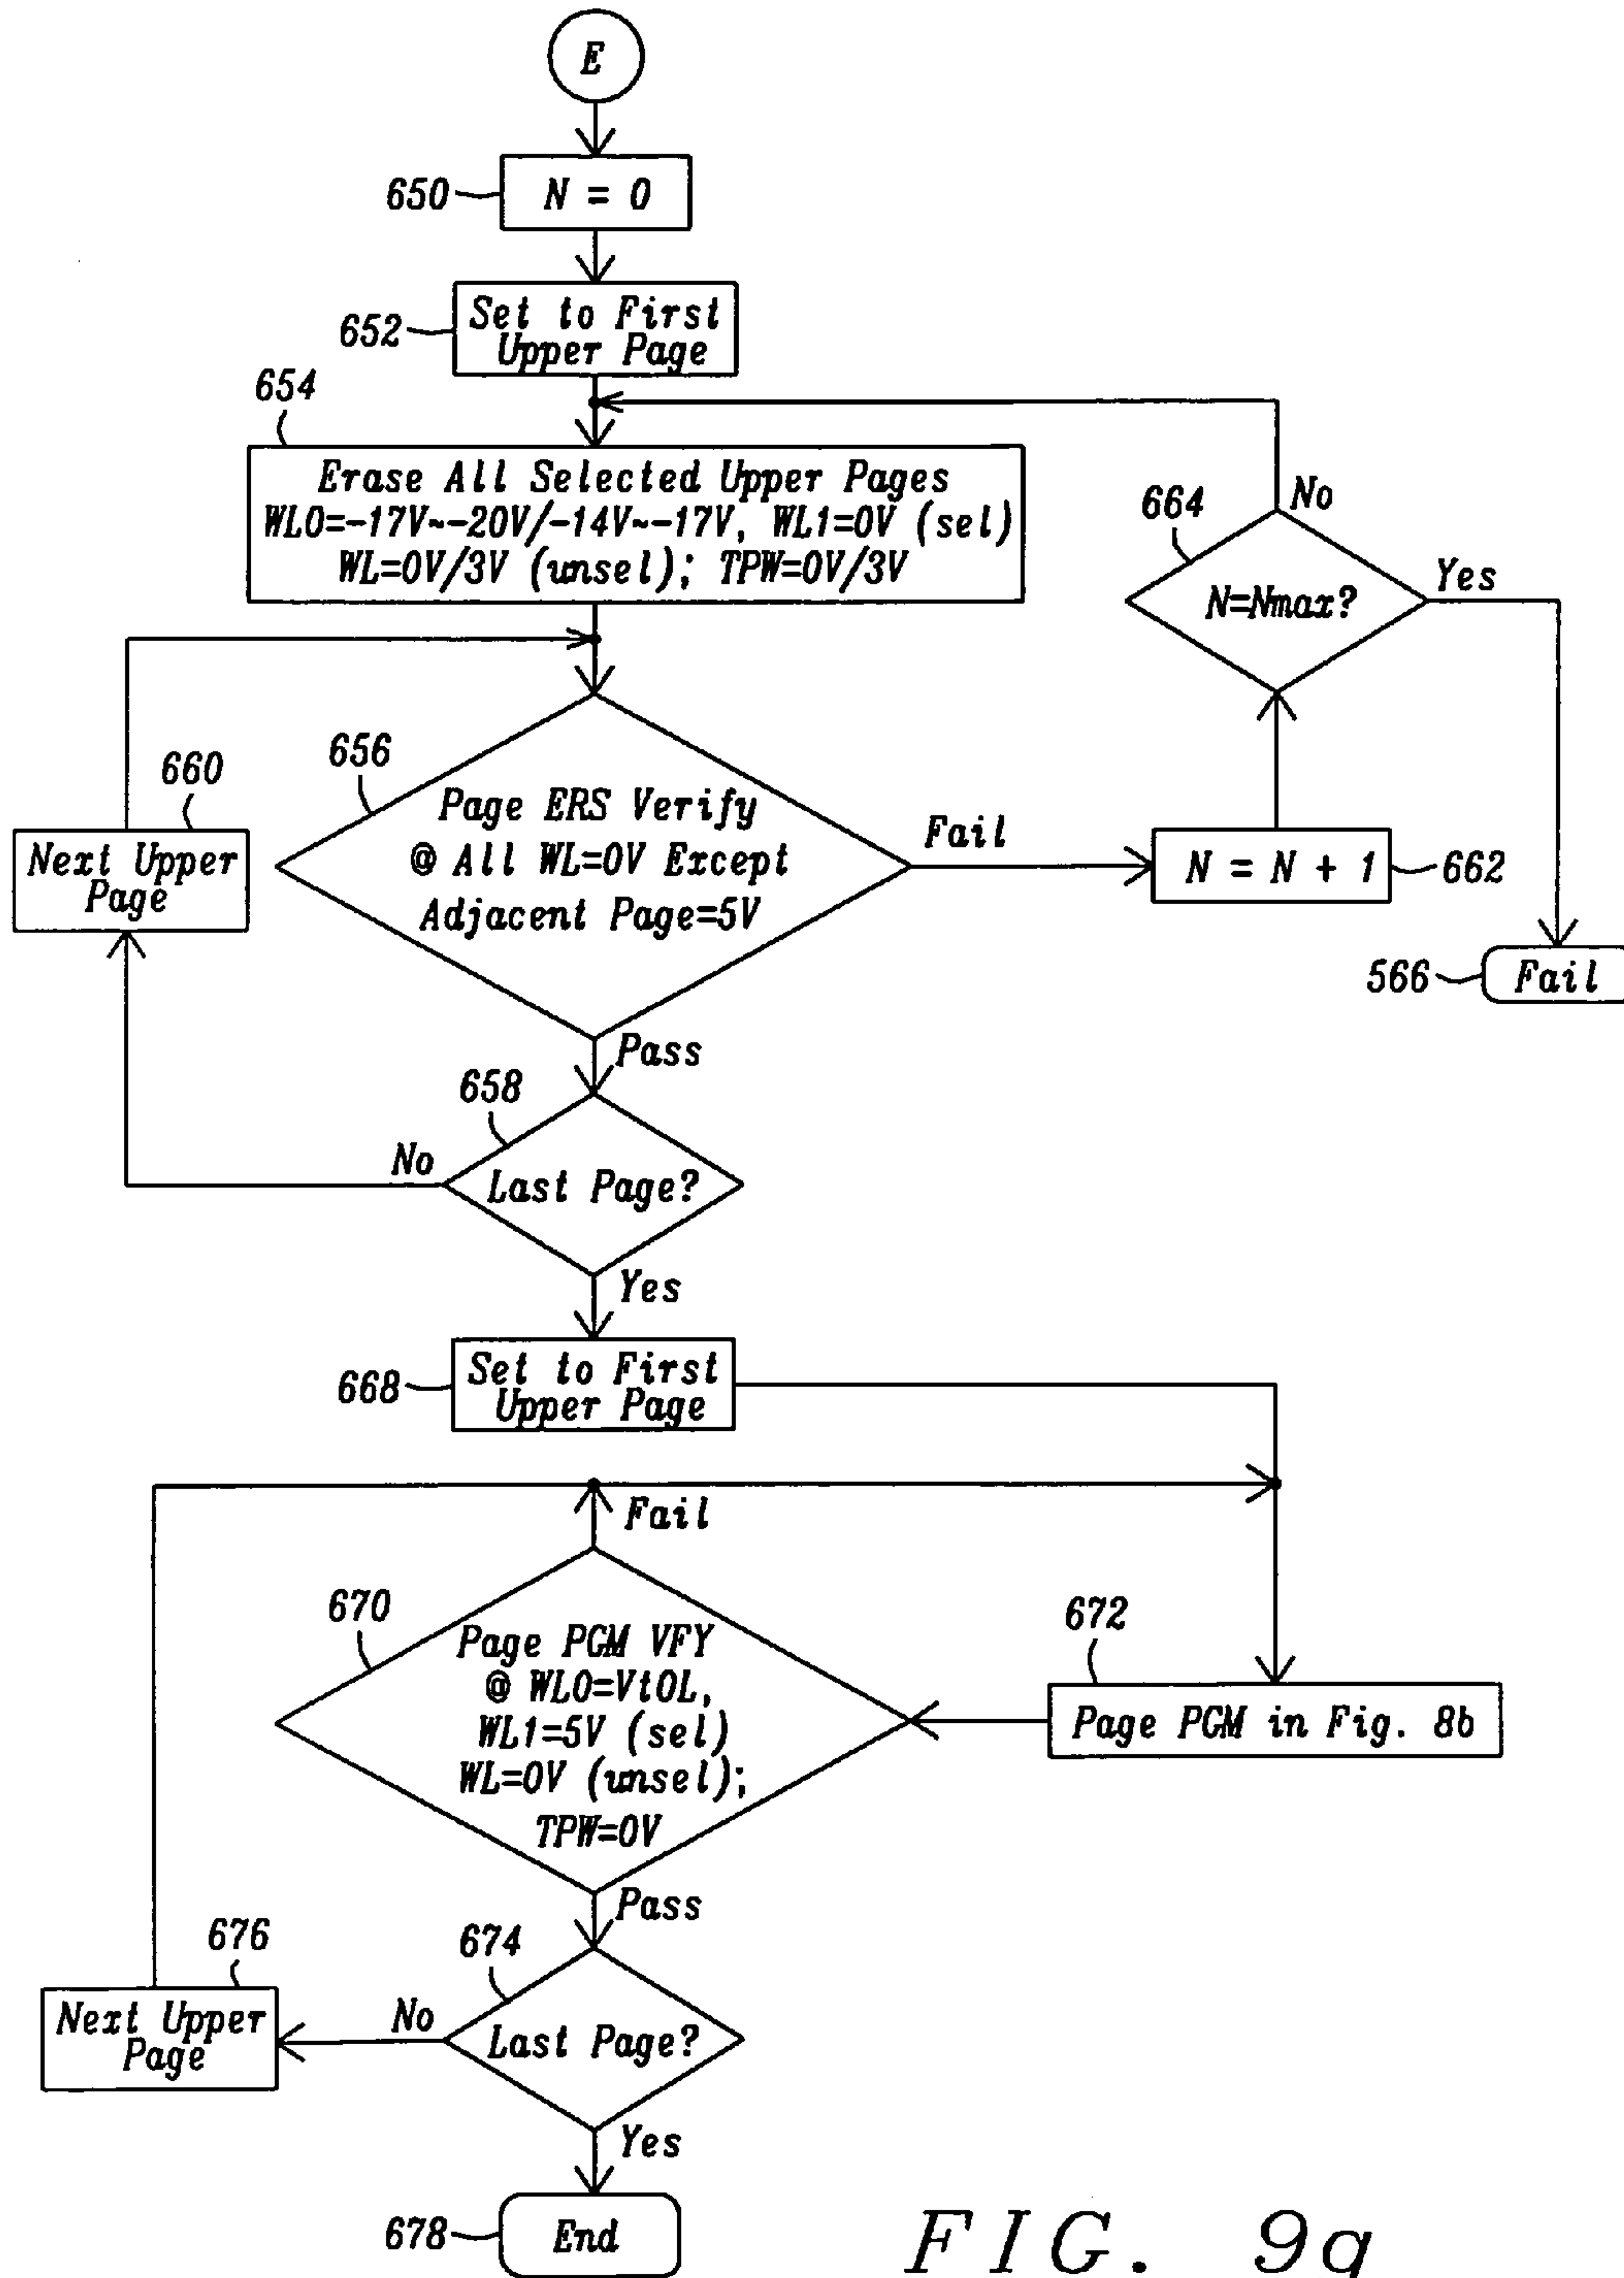 E
650
N = 0
652
Set to First
Upper Page
654
Erase All Selected Upper Pages
WL0=-17V~-20V/-14V~-17V, WL1=0V (sel)
WL=0V/3V (unsel); TPW=0V/3V
664
No
N=Nmax?
Yes
656
660
Page ERS Verify
@ All WL=0V Except
Adjacent Page=5V
Fail
Next Upper
Page
N = N + 1
662
566
Fail
Pass
658
No
Last Page?
Yes
668
Set to First
Upper Page
Fail
670
Page PGM VFY
@ WL0=Vt0L,
WL1=5V (sel)
WL=0V (unsel);
TPW=0V
672
Page PGM in Fig. 8b
Pass
674
676
Next Upper
Page
No
Last Page?
Yes
678
End
FIG. 9g